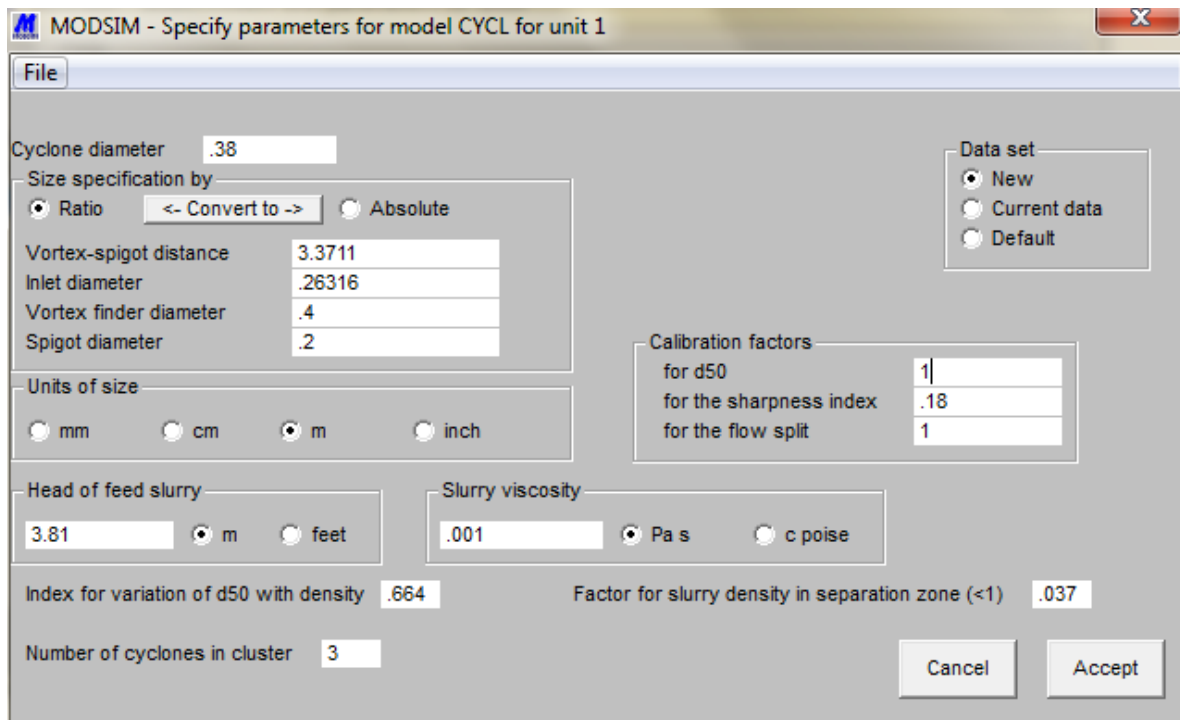 MODSIM - Specify parameters for model CYCL for unit 1
X
File
Cyclone diameter .38
Size specification by
Ratio <- Convert to -> Absolute
Vortex-spigot distance 3.3711
Inlet diameter .26316
Vortex finder diameter .4
Spigot diameter .2
Data set
New
Current data
Default
Calibration factors
for d50 1
for the sharpness index .18
for the flow split 1
Units of size
mm cm m inch
Head of feed slurry
3.81 m feet
Slurry viscosity
.001 Pa s c poise
Index for variation of d50 with density .664
Factor for slurry density in separation zone (<1) .037
Number of cyclones in cluster 3
Cancel Accept